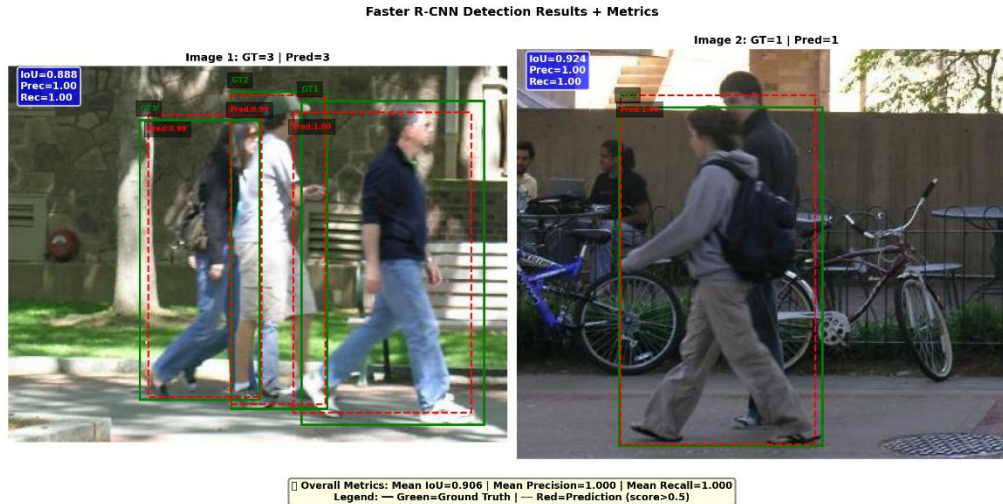 Faster R-CNN Detection Results + Metrics
Image 1: GT=3 | Pred=3
IoU=0.888
Prec=1.00
Rec=1.00
GT2
GT1
Pred:1.00
Pred:0.99
Image 2: GT=1 | Pred=1
IoU=0.924
Prec=1.00
Rec=1.00
Overall Metrics: Mean IoU=0.906 | Mean Precision=1.000 | Mean Recall=1.000
Legend: — Green=Ground Truth | --- Red=Prediction (score>0.5)